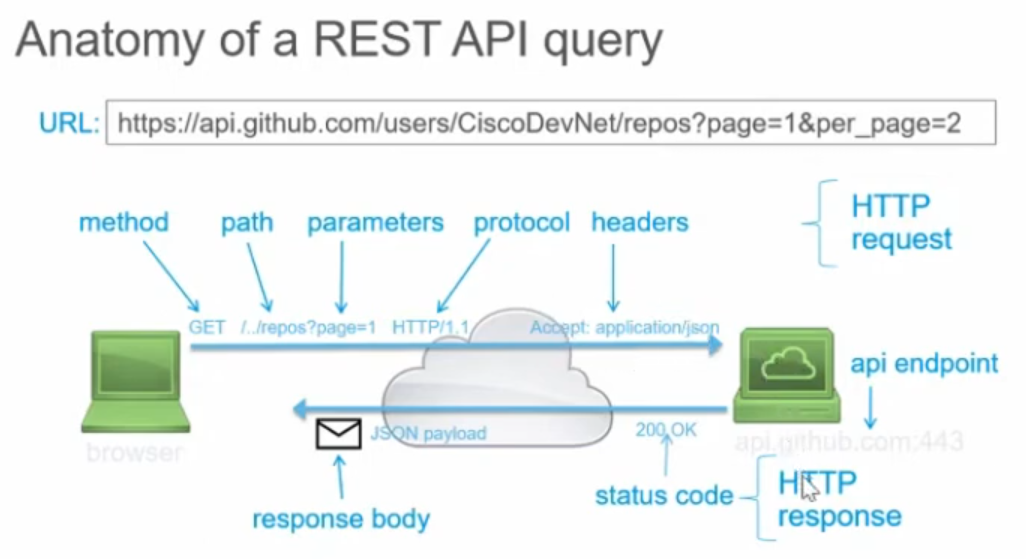 Anatomy of a REST API query
URL: https://api.github.com/users/CiscoDevNet/repos?page=1&per_page=2
method path parameters protocol headers
HTTP
request
GET /../repos?page=1 HTTP/1.1 Accept: application/json
api endpoint
JSON payload 200 OK
browser api.github.com:443
status code
HTTP
response
response body